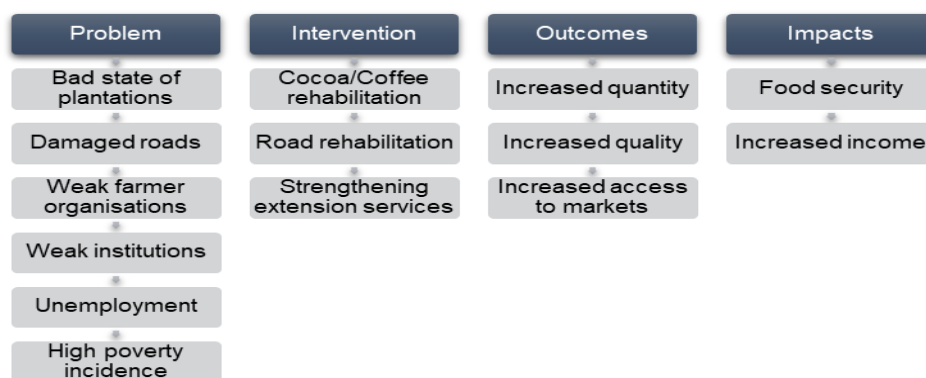 Problem
Bad state of
plantations
Damaged roads
Weak farmer
organisations
Weak institutions
Unemployment
High poverty
incidence
Intervention
Cocoa/Coffee
rehabilitation
Road rehabilitation
Strengthening
extension services
Outcomes
Increased quantity
Increased quality
Increased access
to markets
Impacts
Food security
Increased income